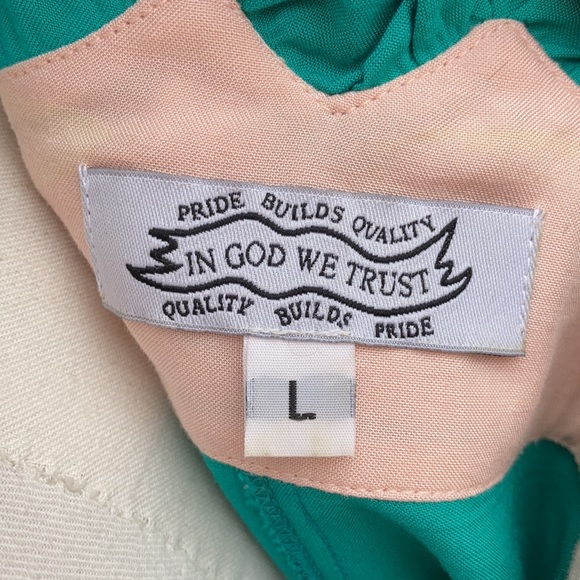 PRIDE BUILDS QUALITY
IN GOD WE TRUST
QUALITY BUILDS PRIDE
L